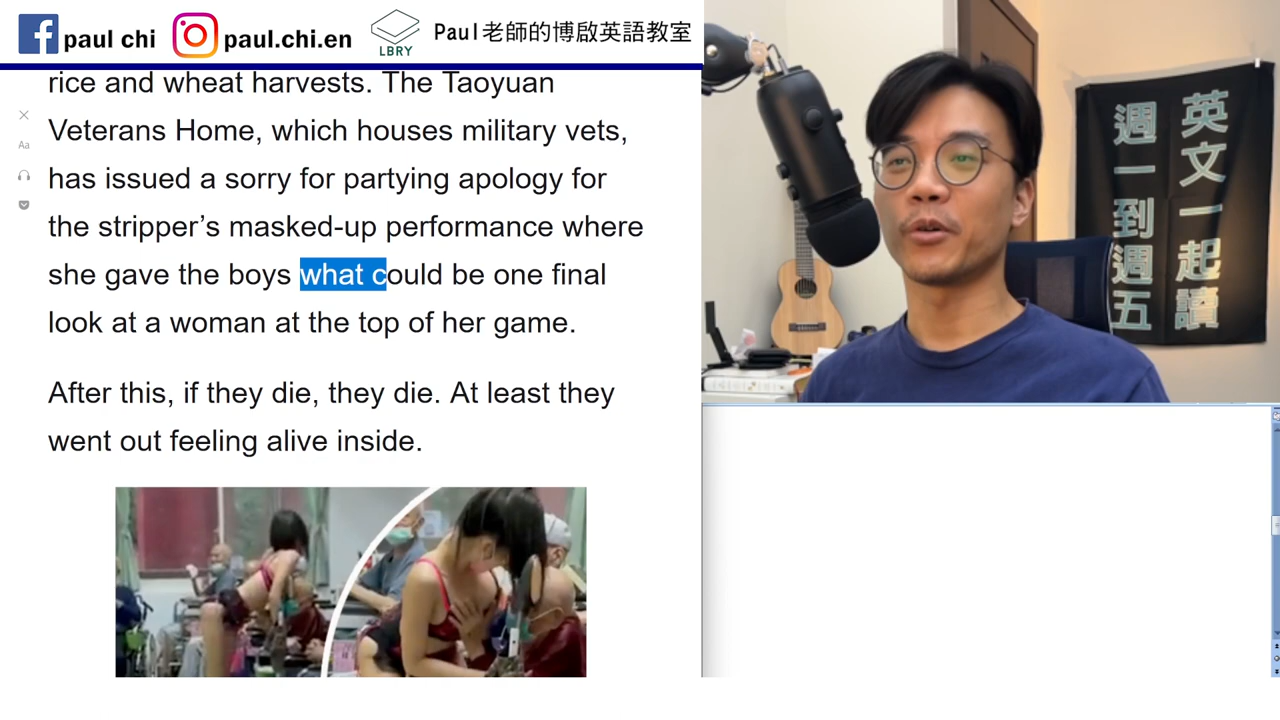 paul chi
paul.chi.en
LBRY
Paul老師的博啟英語教室
rice and wheat harvests. The Taoyuan
Veterans Home, which houses military vets,
has issued a sorry for partying apology for
the stripper’s masked-up performance where
she gave the boys what could be one final
look at a woman at the top of her game.
After this, if they die, they die. At least they
went out feeling alive inside.
Aa
英文一起讀
週一到週五